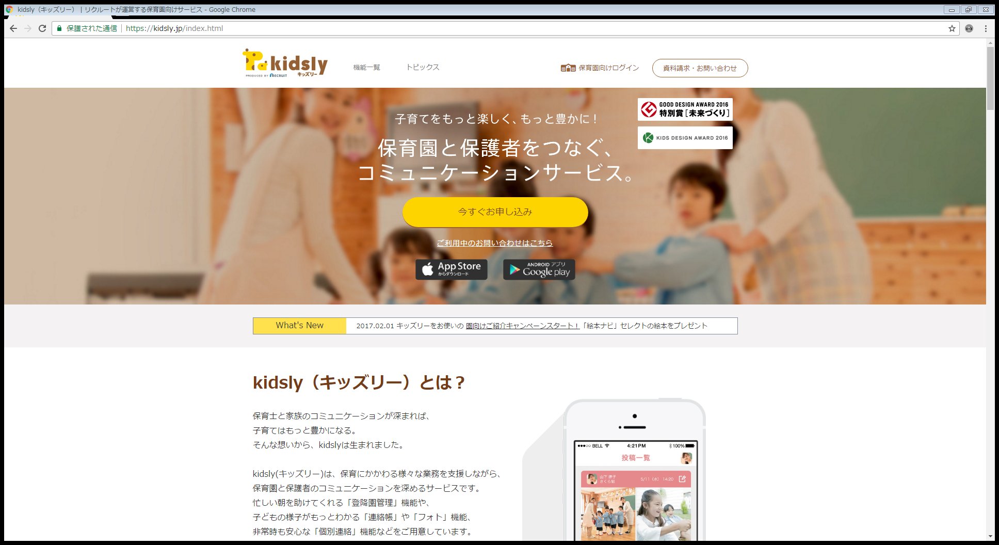 kidsly（キッズリー） | リクルートが運営する保育園向けサービス - Google Chrome
保護された通信 | https://kidsly.jp/index.html
kidsly
PRODUCED BY RECRUIT キッズリー
機能一覧
トピックス
保育園向けログイン
資料請求・お問い合わせ
GOOD DESIGN AWARD 2016
特別賞［未来づくり］
KIDS DESIGN AWARD 2016
子育てをもっと楽しく、もっと豊かに！
保育園と保護者をつなぐ、
コミュニケーションサービス。
今すぐお申し込み
ご利用中のお問い合わせはこちら
App Store
からダウンロード
ANDROID アプリ
Google play
What's New
2017.02.01 キッズリーをお使いの 園向けご紹介キャンペーンスタート！「絵本ナビ」セレクトの絵本をプレゼント
kidsly（キッズリー）とは？
保育士と家族のコミュニケーションが深まれば、
子育てはもっと豊かになる。
そんな想いから、kidslyは生まれました。
kidsly(キッズリー)は、保育にかかわる様々な業務を支援しながら、
保育園と保護者のコミュニケーションを深めるサービスです。
忙しい朝を助けてくれる「登降園管理」機能や、
子どもの様子がもっとわかる「連絡帳」や「フォト」機能、
非常時も安心な「個別連絡」機能などをご用意しています。
BELL 4:21PM 100%
投稿一覧
山下 律子
さくら組
5/11（水） 14:20